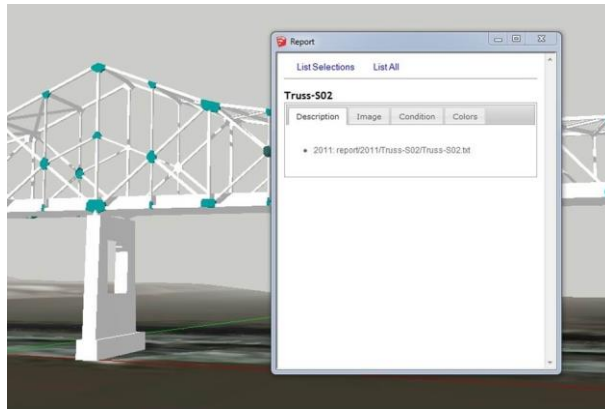 Report
List Selections List All
Truss-S02
Description Image Condition Colors
2011: report/2011/Truss-S02/Truss-S02.txt